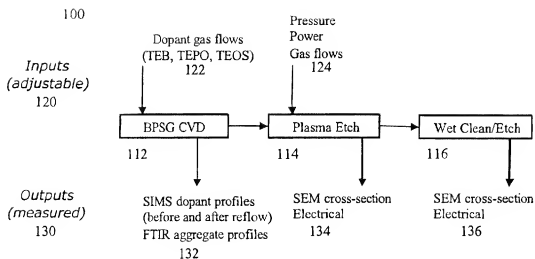 100
Inputs
(adjustable)
120
Dopant gas flows
(TEB, TEPO, TEOS)
122
Pressure
Power
Gas flows
124
BPSG CVD
Plasma Etch
Wet Clean/Etch
112
114
116
Outputs
(measured)
130
SIMS dopant profiles
(before and after reflow)
FTIR aggregate profiles
132
SEM cross-section
Electrical
134
SEM cross-section
Electrical
136